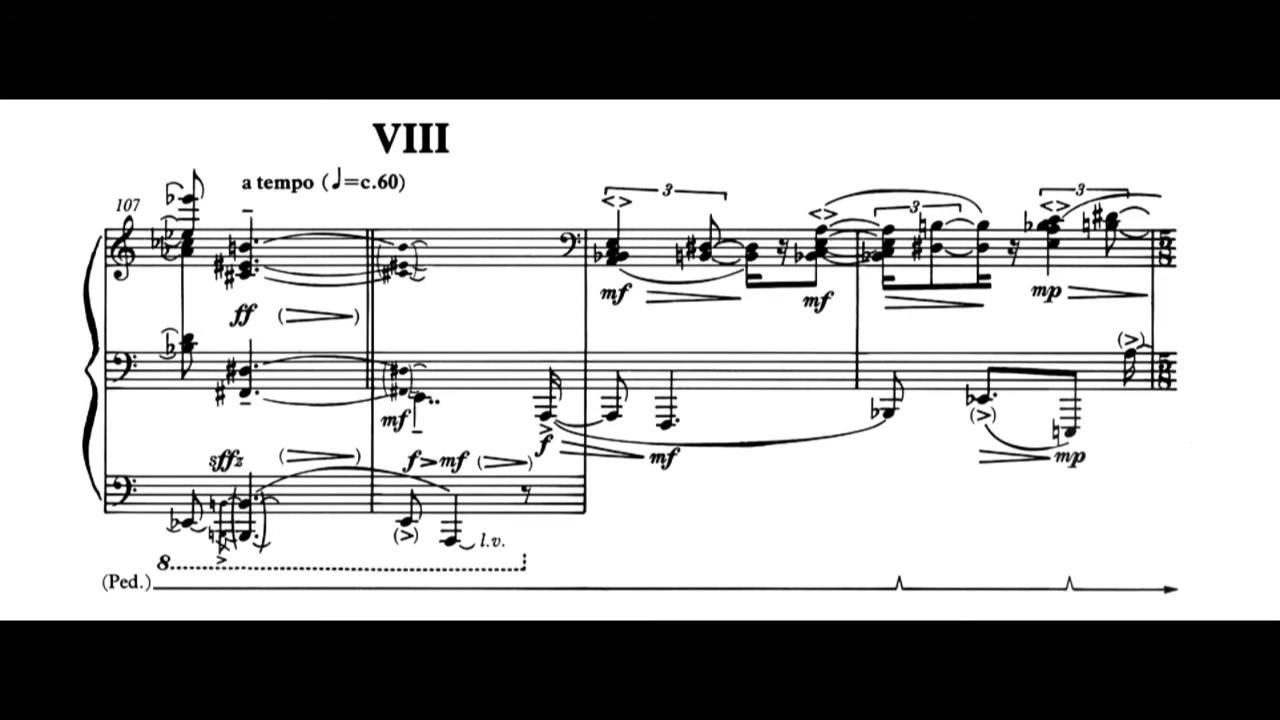 VIII
a tempo (♩=c.60)
107
3 3 3
mf mf mp
ff
mf f mf mp
sffz f>mf
l.v.
8
(Ped.)